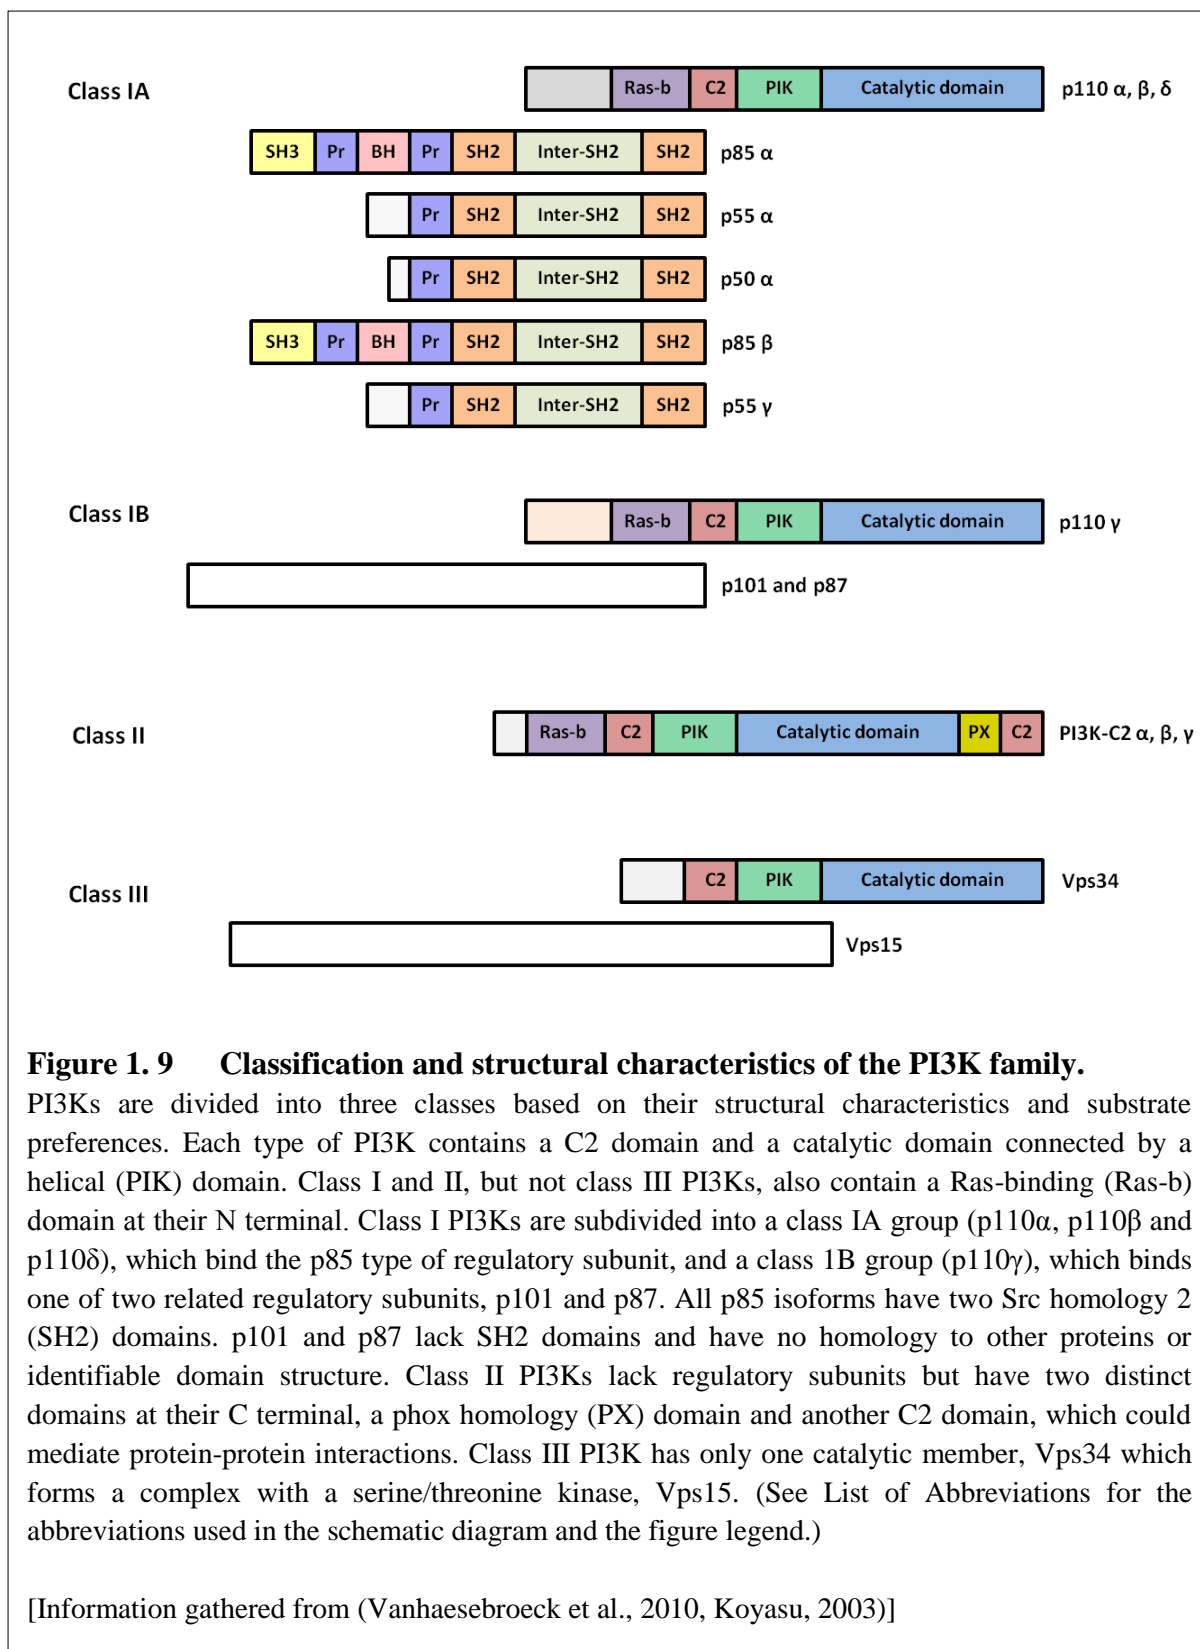 Class IA
Ras-b C2 PIK Catalytic domain p110 α, β, δ
SH3 Pr BH Pr SH2 Inter-SH2 SH2 p85 α
Pr SH2 Inter-SH2 SH2 p55 α
Pr SH2 Inter-SH2 SH2 p50 α
SH3 Pr BH Pr SH2 Inter-SH2 SH2 p85 β
Pr SH2 Inter-SH2 SH2 p55 γ
Class IB
Ras-b C2 PIK Catalytic domain p110 γ
p101 and p87
Class II
Ras-b C2 PIK Catalytic domain PX C2 PI3K-C2 α, β, γ
Class III
C2 PIK Catalytic domain Vps34
Vps15
Figure 1. 9 Classification and structural characteristics of the PI3K family.
PI3Ks are divided into three classes based on their structural characteristics and substrate
preferences. Each type of PI3K contains a C2 domain and a catalytic domain connected by a
helical (PIK) domain. Class I and II, but not class III PI3Ks, also contain a Ras-binding (Ras-b)
domain at their N terminal. Class I PI3Ks are subdivided into a class IA group (p110α, p110β and
p110δ), which bind the p85 type of regulatory subunit, and a class 1B group (p110γ), which binds
one of two related regulatory subunits, p101 and p87. All p85 isoforms have two Src homology 2
(SH2) domains. p101 and p87 lack SH2 domains and have no homology to other proteins or
identifiable domain structure. Class II PI3Ks lack regulatory subunits but have two distinct
domains at their C terminal, a phox homology (PX) domain and another C2 domain, which could
mediate protein-protein interactions. Class III PI3K has only one catalytic member, Vps34 which
forms a complex with a serine/threonine kinase, Vps15. (See List of Abbreviations for the
abbreviations used in the schematic diagram and the figure legend.)
[Information gathered from (Vanhaesebroeck et al., 2010, Koyasu, 2003)]